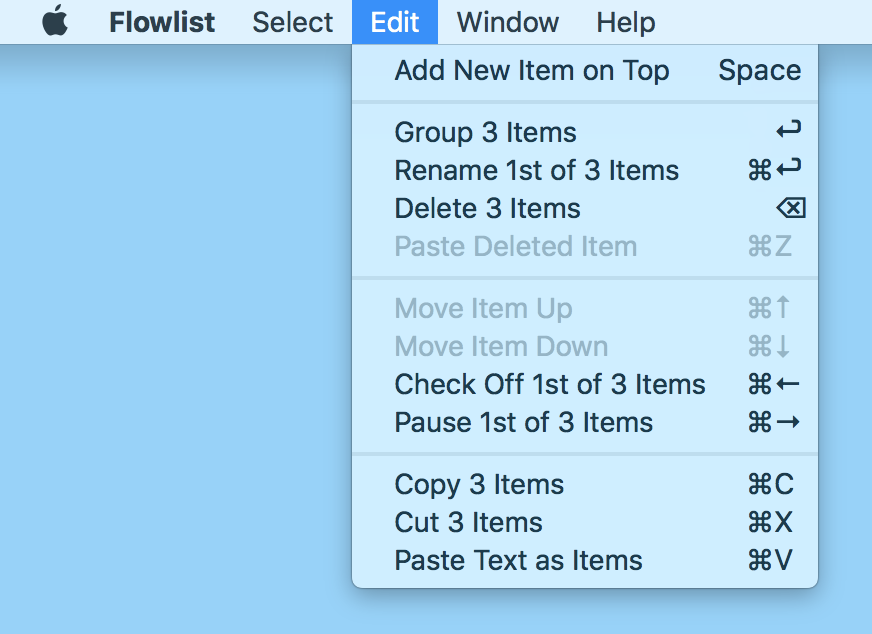 Flowlist Select Edit Window Help
Add New Item on Top Space
Group 3 Items ↩
Rename 1st of 3 Items ⌘↩
Delete 3 Items ⌫
Paste Deleted Item ⌘Z
Move Item Up ⌘↑
Move Item Down ⌘↓
Check Off 1st of 3 Items ⌘←
Pause 1st of 3 Items ⌘→
Copy 3 Items ⌘C
Cut 3 Items ⌘X
Paste Text as Items ⌘V